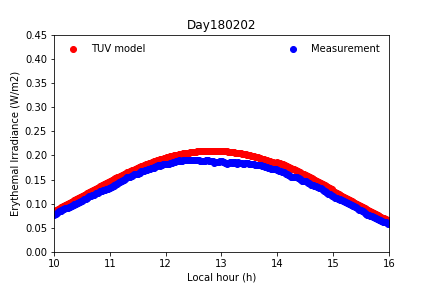 Day180202
TUV model
Measurement
Erythemal Irradiance (W/m2)
0.45
0.40
0.35
0.30
0.25
0.20
0.15
0.10
0.05
0.00
10 11 12 13 14 15 16
Local hour (h)